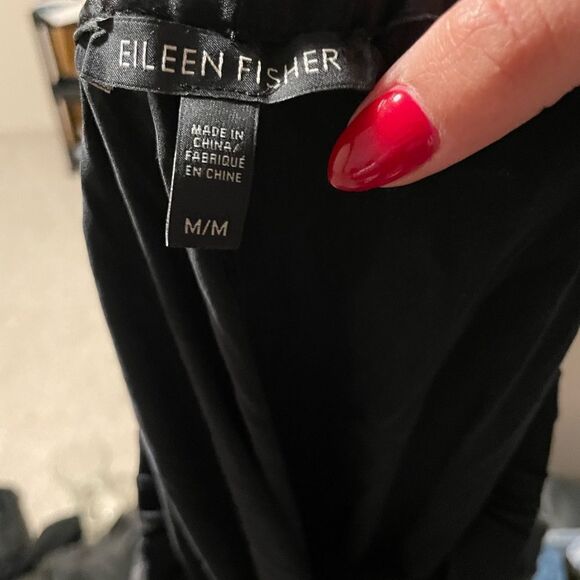 EILEEN FISHER
MADE IN
CHINA/
FABRIQUÉ
EN CHINE
M/M